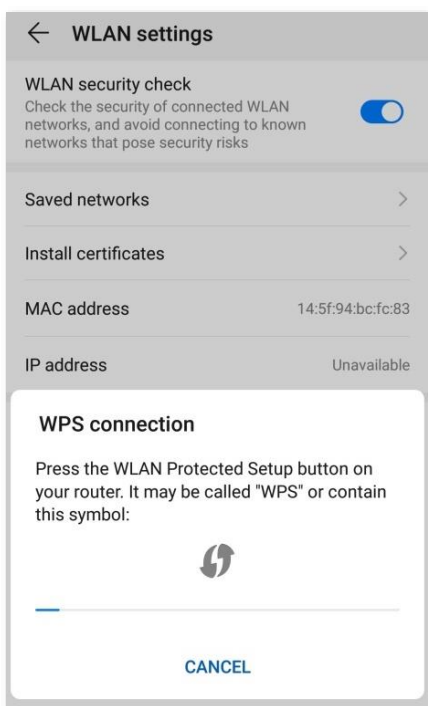 WLAN settings
WLAN security check
Check the security of connected WLAN
networks, and avoid connecting to known
networks that pose security risks
Saved networks
Install certificates
MAC address 14:5f:94:bc:fc:83
IP address Unavailable
WPS connection
Press the WLAN Protected Setup button on
your router. It may be called "WPS" or contain
this symbol:
CANCEL